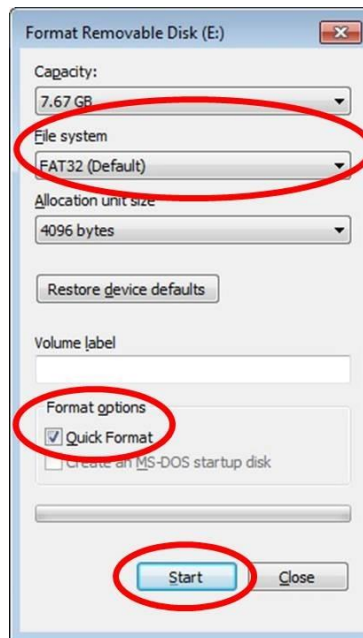 Format Removable Disk (E:)
Capacity:
7.67 GB
File system
FAT32 (Default)
Allocation unit size
4096 bytes
Restore device defaults
Volume label
Format options
Quick Format
Create an MS-DOS startup disk
Start Close